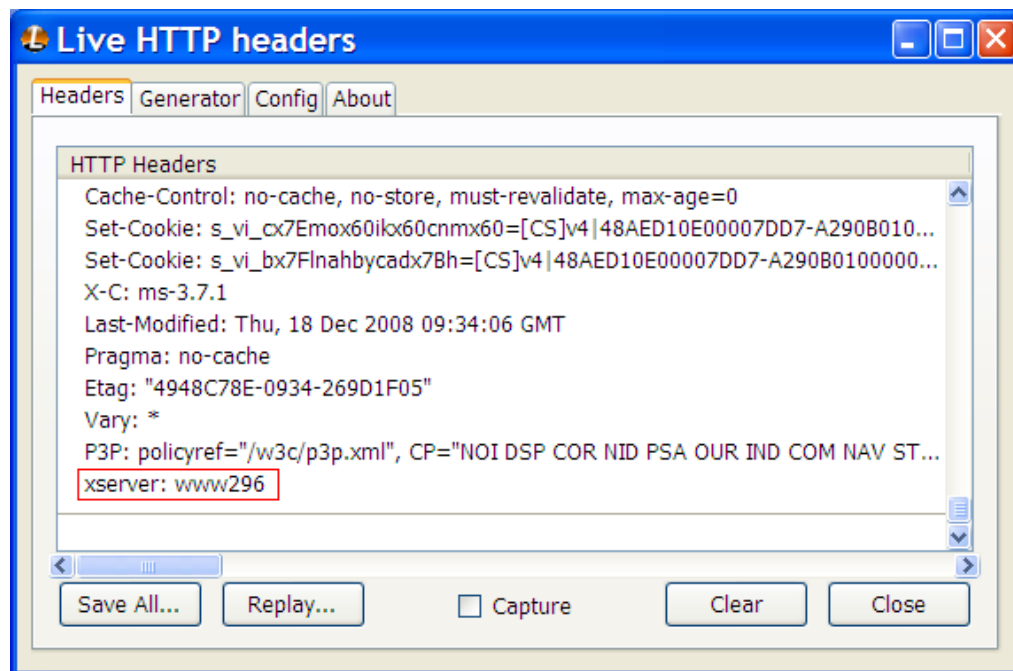 Live HTTP headers
Headers Generator Config About
HTTP Headers
Cache-Control: no-cache, no-store, must-revalidate, max-age=0
Set-Cookie: s_vi_cx7Emox60ikx60cnmx60=[CS]v4|48AED10E00007DD7-A290B010...
Set-Cookie: s_vi_bx7Flnahbycadx7Bh=[CS]v4|48AED10E00007DD7-A290B0100000...
X-C: ms-3.7.1
Last-Modified: Thu, 18 Dec 2008 09:34:06 GMT
Pragma: no-cache
Etag: "4948C78E-0934-269D1F05"
Vary: *
P3P: policyref="/w3c/p3p.xml", CP="NOI DSP COR NID PSA OUR IND COM NAV ST...
xserver: www296
Save All... Replay... Capture Clear Close